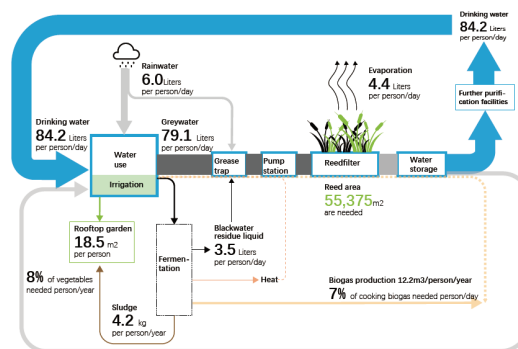 Drinking water
84.2 Liters
per person/day
Rainwater
6.0 Liters
per person/day
Evaporation
4.4 Liters
per person/day
Further purifi-
cation facilities
Drinking water
84.2 Liters
per person/day
Greywater
79.1 Liters
per person/day
Water
use
Irrigation
Grease
trap
Pump
station
Reedfilter
Water
storage
Reed area
55,375m2
are needed
Rooftop garden
18.5 m2
per person
Fermen-
tation
Blackwater
residue liquid
3.5 Liters
per person/day
Heat
8% of vegetables
needed person/year
Biogas production 12.2m3/person/year
7% of cooking biogas needed person/day
Sludge
4.2 kg
per person/year